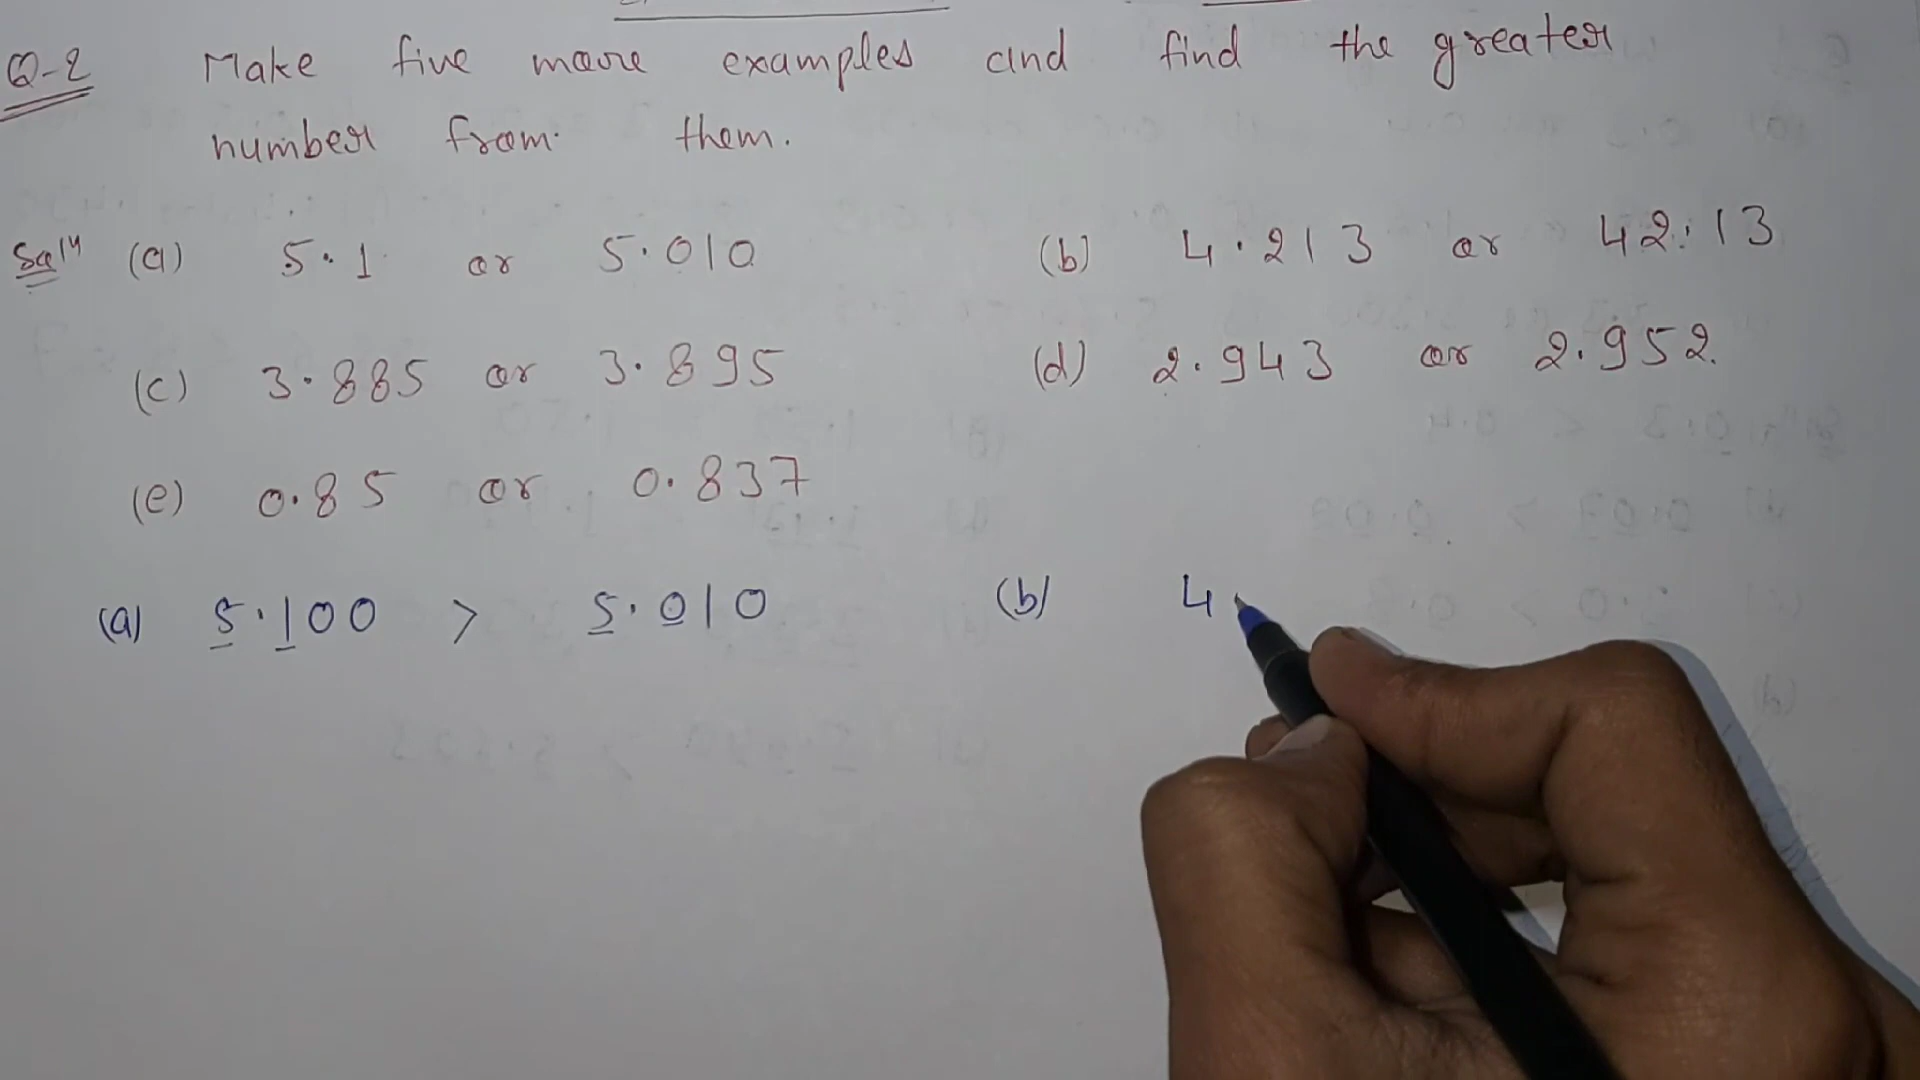 Q-2 Make five more examples and find the greater
number from them.
Solⁿ (a) 5.1 or 5.010 (b) 4.213 or 42.13
(c) 3.885 or 3.895 (d) 2.943 or 2.952
(e) 0.85 or 0.837
(a) 5.100 > 5.010 (b) 4